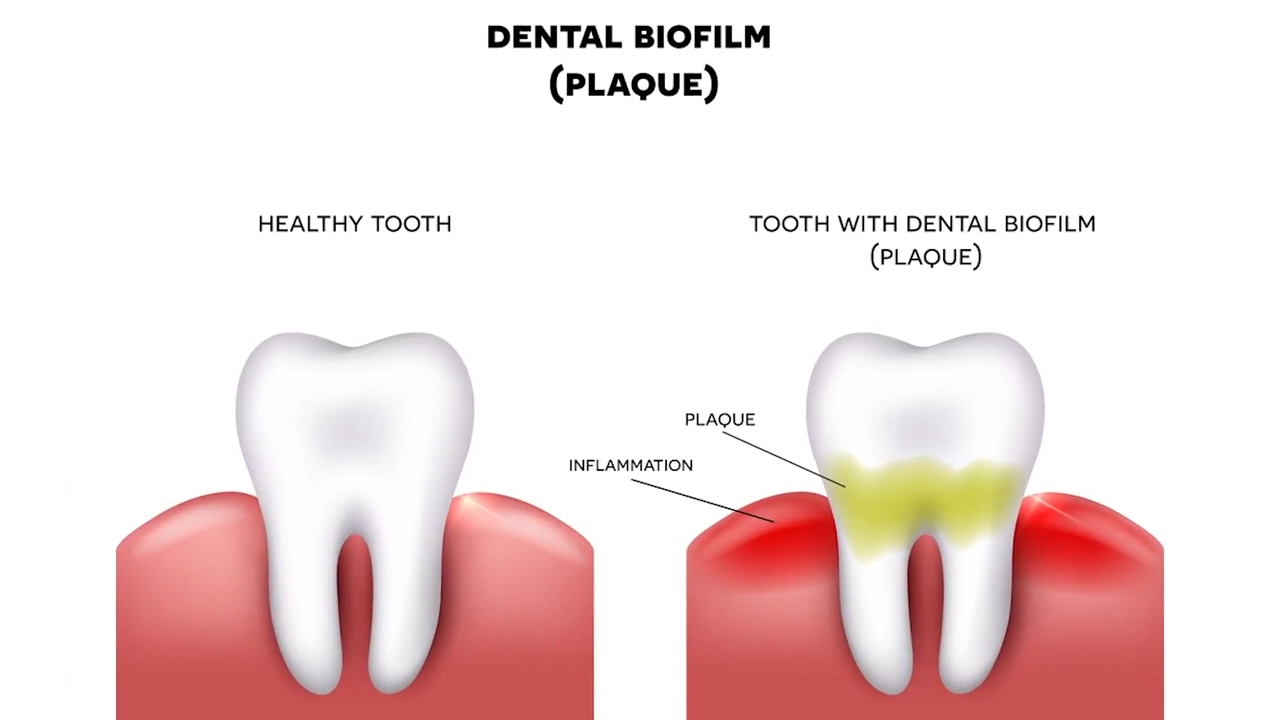 DENTAL BIOFILM
(PLAQUE)
HEALTHY TOOTH
TOOTH WITH DENTAL BIOFILM
(PLAQUE)
PLAQUE
INFLAMMATION